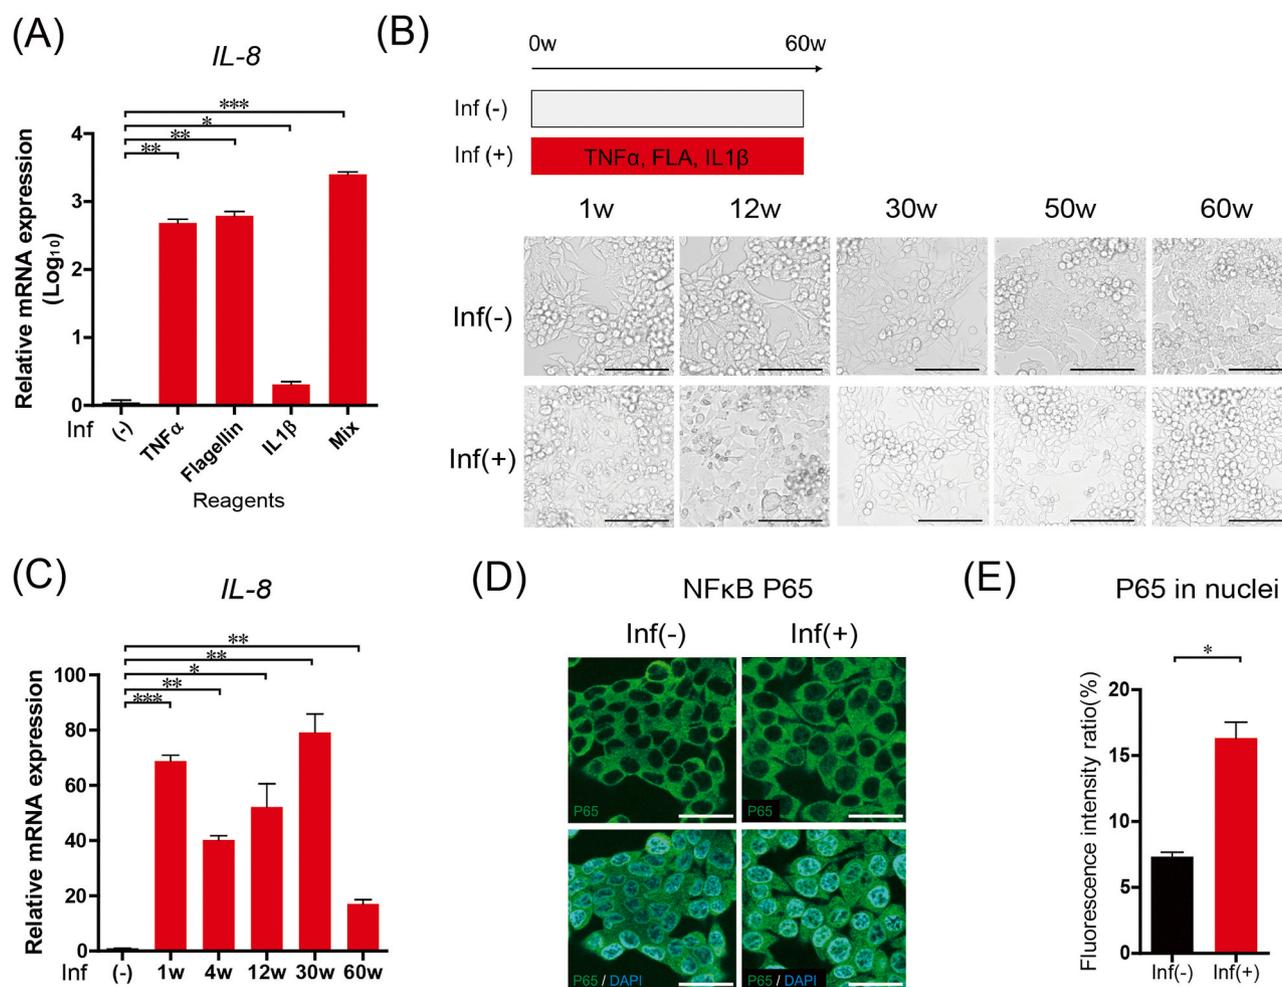 (A)
IL-8
***
*
**
**
Relative mRNA expression
(Log₁₀)
4
3
2
1
0
Inf
(-)
TNFα
Flagellin
IL1β
Mix
Reagents
(B)
0w 60w
Inf (-)
Inf (+) TNFα, FLA, IL1β
1w 12w 30w 50w 60w
Inf(-)
Inf(+)
(C)
IL-8
**
**
*
**
***
Relative mRNA expression
100
80
60
40
20
0
Inf (-) 1w 4w 12w 30w 60w
(D)
NFκB P65
Inf(-) Inf(+)
P65 P65
P65 / DAPI P65 / DAPI
(E)
P65 in nuclei
*
Fluorescence intensity ratio(%)
20
15
10
5
0
Inf(-) Inf(+)